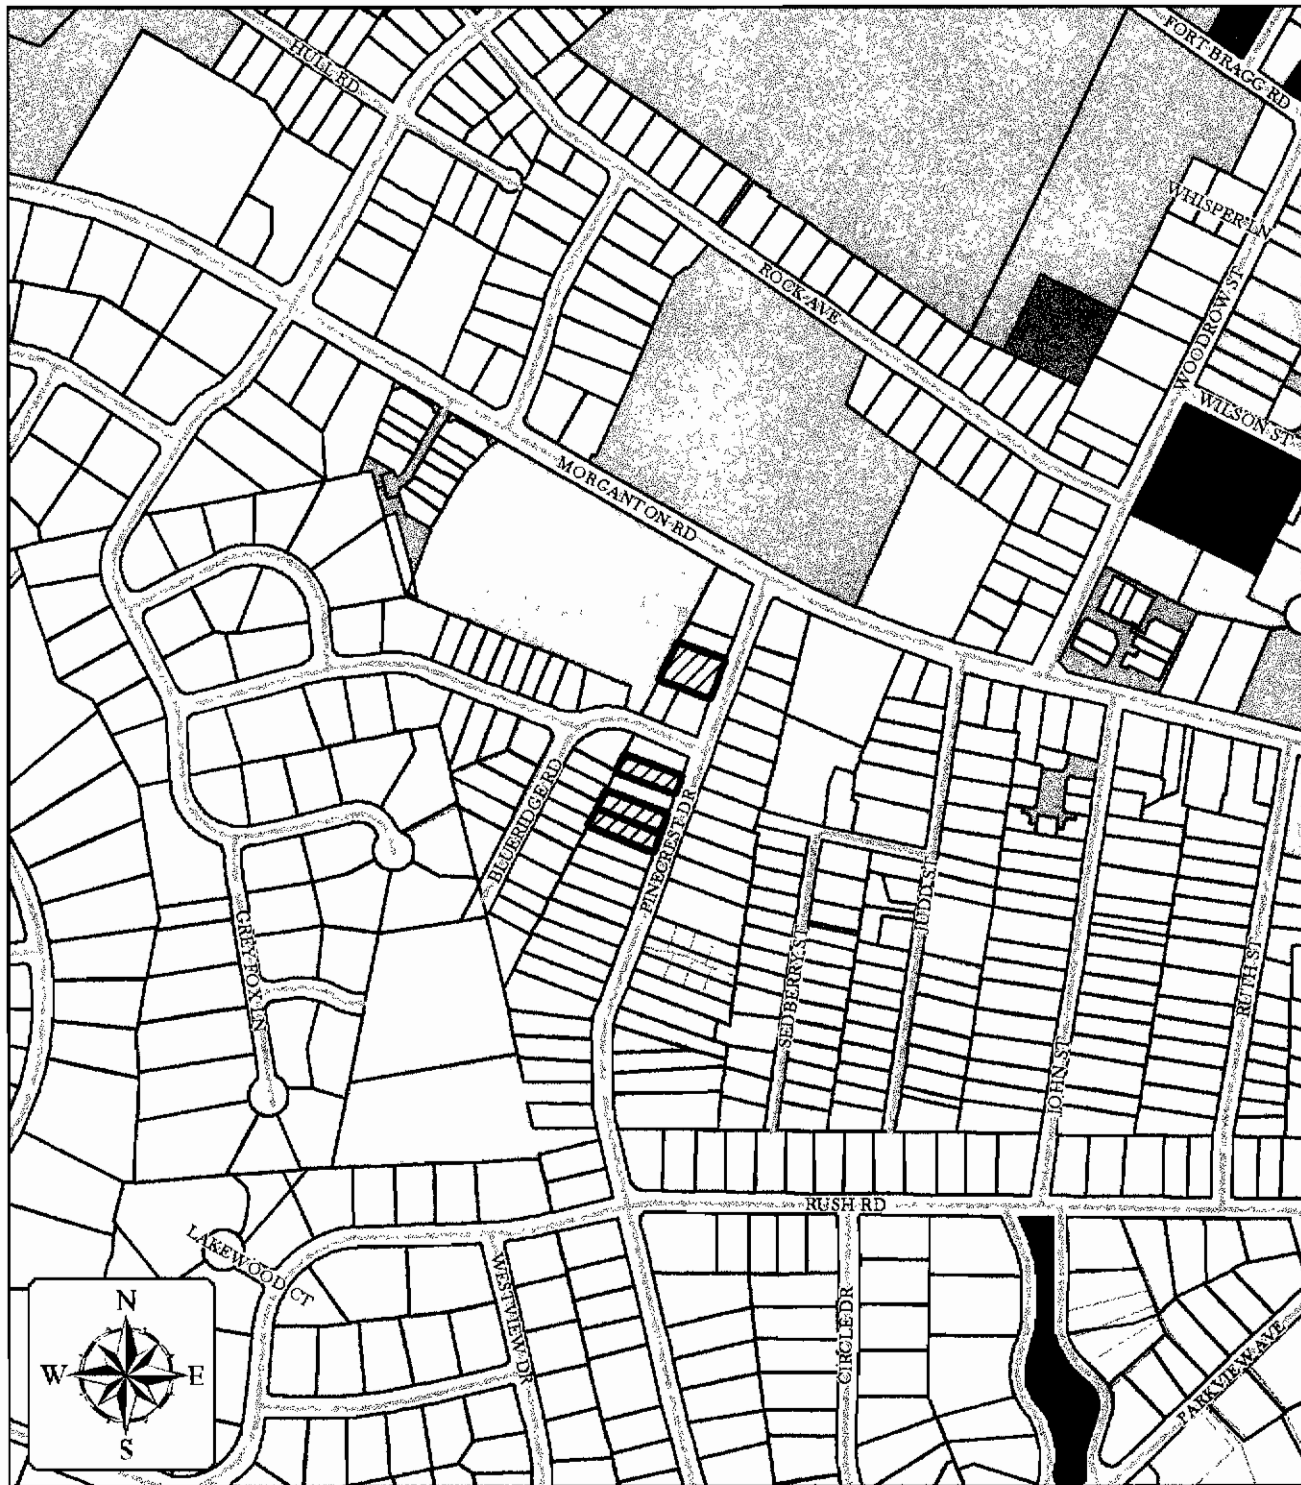 HULL RD
FORT BRAGG RD
WHISPER LN
ROCK AVE
WOODROW ST
WILSON ST
MORGANTON RD
BLUERIDGE RD
PINECREST DR
JUDD ST
GREY FOX LN
SEDBERRY ST
RUTH ST
JOHN ST
RUSH RD
LAKEWOOD CT
WESTVIEW DR
CIRCLE DR
PARKVIEW AVE
N
W E
S